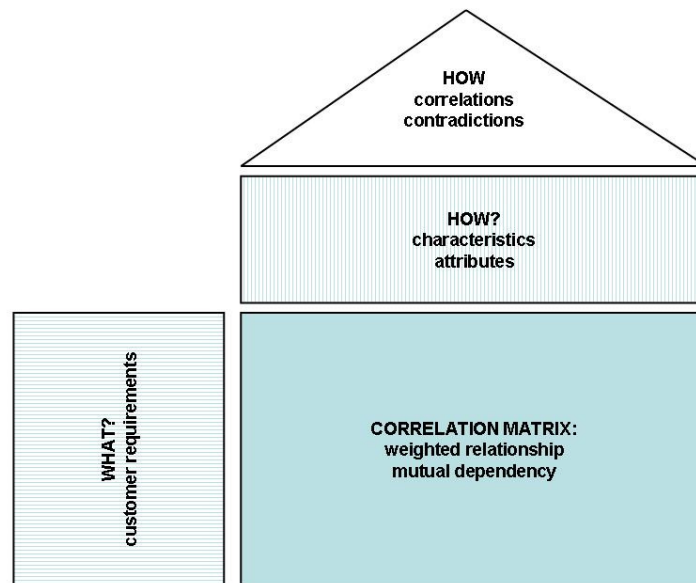 HOW
correlations
contradictions
HOW?
characteristics
attributes
WHAT?
customer requirements
CORRELATION MATRIX:
weighted relationship
mutual dependency